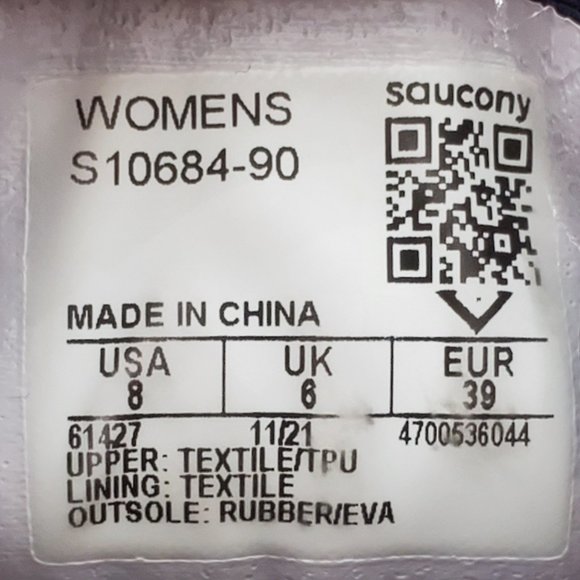 WOMENS
S10684-90
saucony
MADE IN CHINA
USA UK EUR
8 6 39
61427 11/21 4700536044
UPPER: TEXTILE/TPU
LINING: TEXTILE
OUTSOLE: RUBBER/EVA